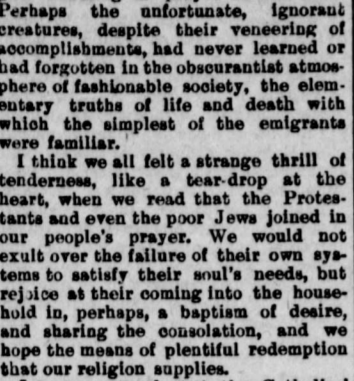 Perhaps the unfortunate, ignorant
creatures, despite their veneering of
accomplishments, had never learned or
had forgotten in the obscurantist atmos-
phere of fashionable society, the elem-
entary truths of life and death with
which the simplest of the emigrants
were familiar.
I think we all felt a strange thrill of
tenderness, like a tear-drop at the
heart, when we read that the Protes-
tants and even the poor Jews joined in
our people's prayer. We would not
exult over the failure of their own sys-
tems to satisfy their soul's needs, but
rejoice at their coming into the house-
hold in, perhaps, a baptism of desire,
and sharing the consolation, and we
hope the means of plentiful redemption
that our religion supplies.